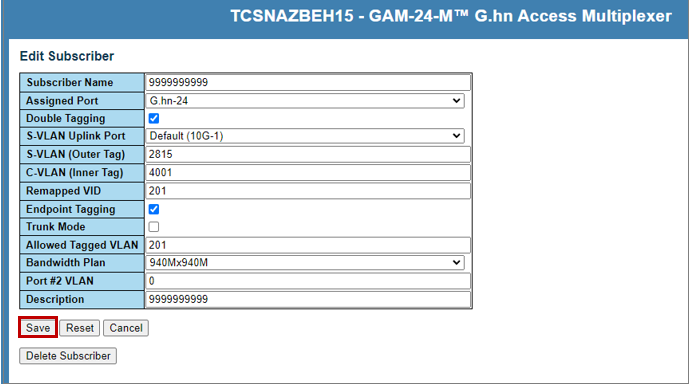 TCSNAZBEH15 - GAM-24-M™ G.hn Access Multiplexer
Edit Subscriber
Subscriber Name 9999999999
Assigned Port G.hn-24
Double Tagging
S-VLAN Uplink Port Default (10G-1)
S-VLAN (Outer Tag) 2815
C-VLAN (Inner Tag) 4001
Remapped VID 201
Endpoint Tagging
Trunk Mode
Allowed Tagged VLAN 201
Bandwidth Plan 940Mx940M
Port #2 VLAN 0
Description 9999999999
Save Reset Cancel
Delete Subscriber